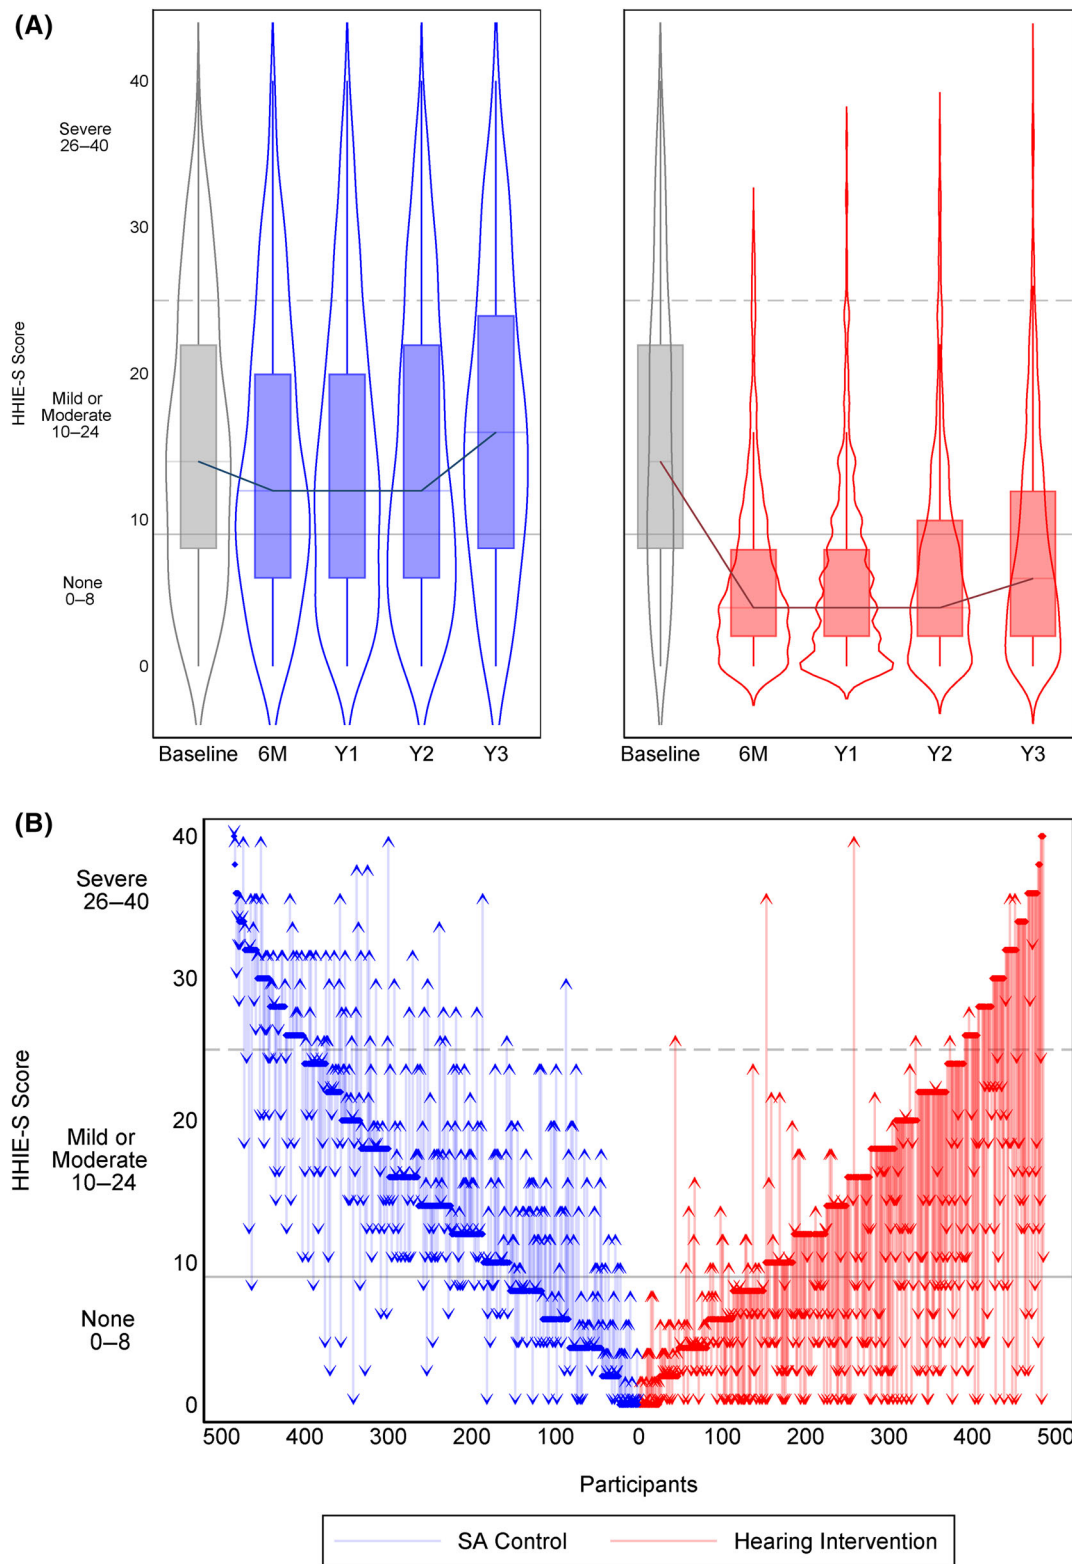 (A)
40
Severe
26–40
30
HHIE-S Score
20
Mild or
Moderate
10–24
10
None
0–8
0
Baseline 6M Y1 Y2 Y3
Baseline 6M Y1 Y2 Y3
(B)
40
Severe
26–40
30
HHIE-S Score
20
Mild or
Moderate
10–24
10
None
0–8
0
500 400 300 200 100 0 100 200 300 400 500
Participants
SA Control Hearing Intervention